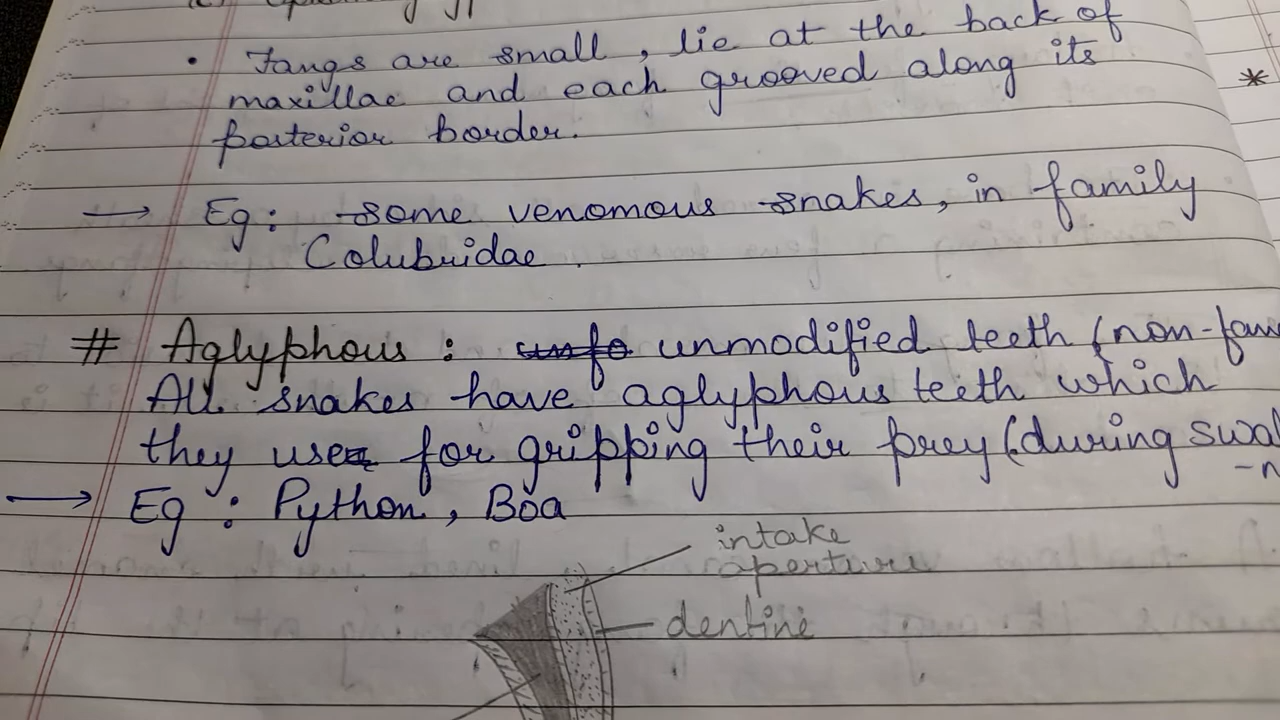 • Fangs are small, lie at the back of
maxillae and each grooved along its
posterior border.
*
→ Eg: some venomous snakes, in family
Colubridae.
# Aglyphous: unmodified teeth (non-fan
All snakes have aglyphous teeth which
they use for gripping their prey (during swal
-n
→ Eg: Python, Boa
intake
aperture
dentine